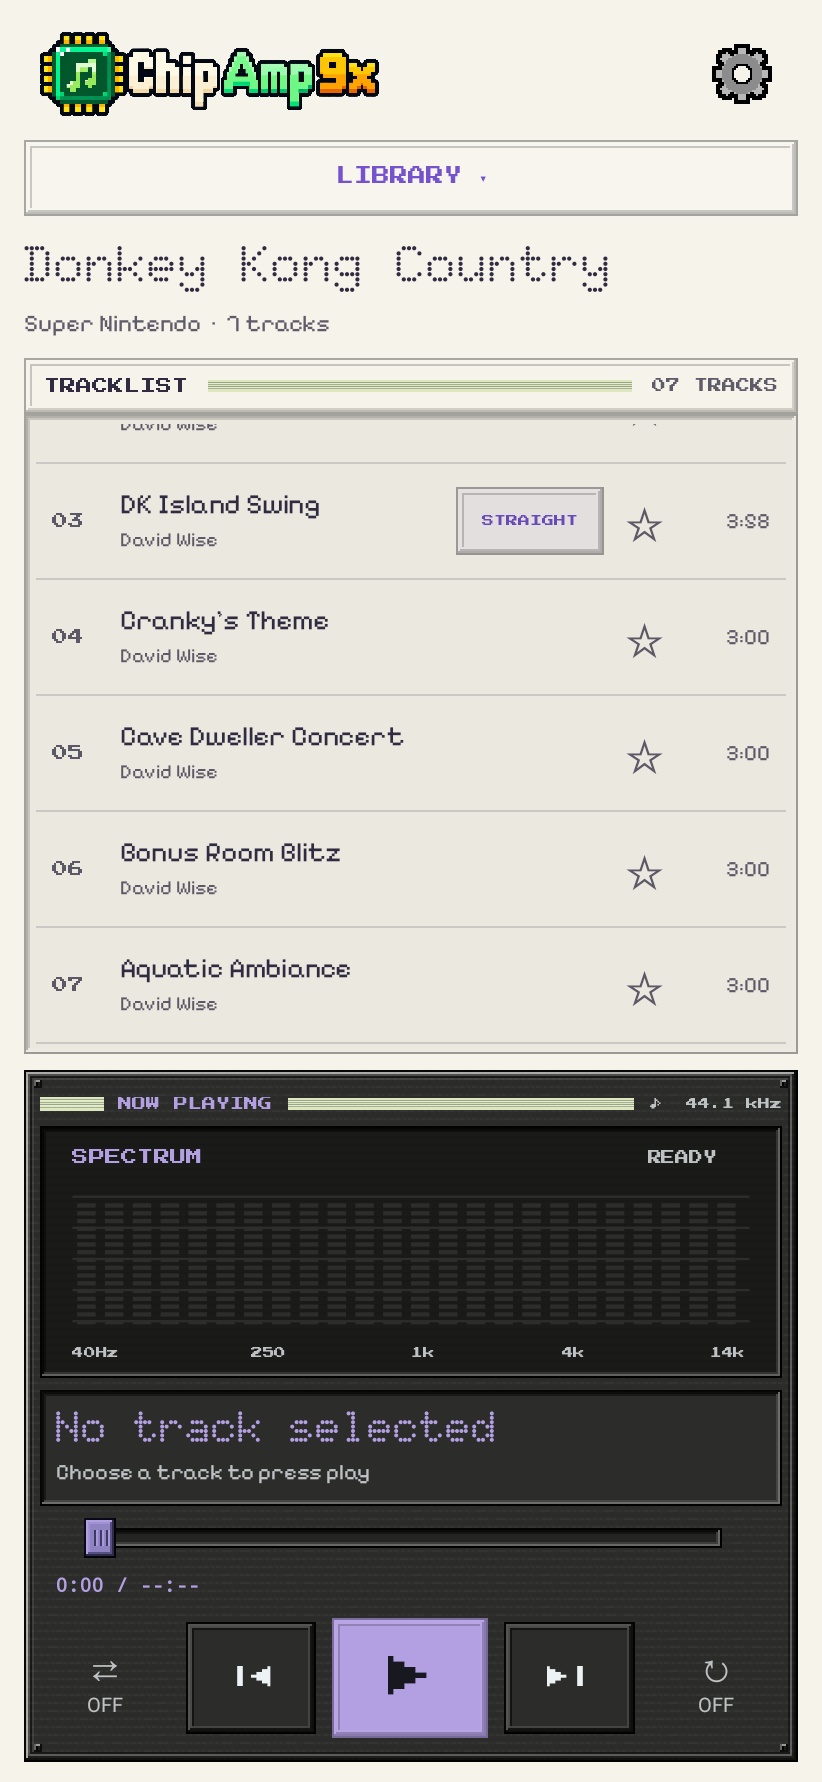 ChipAmp9x
LIBRARY ▾
Donkey Kong Country
Super Nintendo · 7 tracks
TRACKLIST 07 TRACKS
David Wise
03 DK Island Swing STRAIGHT ☆
David Wise
04 Cranky's Theme ☆ 3:00
David Wise
05 Cave Dweller Concert ☆ 3:00
David Wise
06 Bonus Room Blitz ☆ 3:00
David Wise
07 Aquatic Ambiance ☆ 3:00
David Wise
NOW PLAYING ♪ 44.1 kHz
SPECTRUM READY
40Hz 250 1k 4k 14k
No track selected
Choose a track to press play
0:00 / --:--
OFF OFF